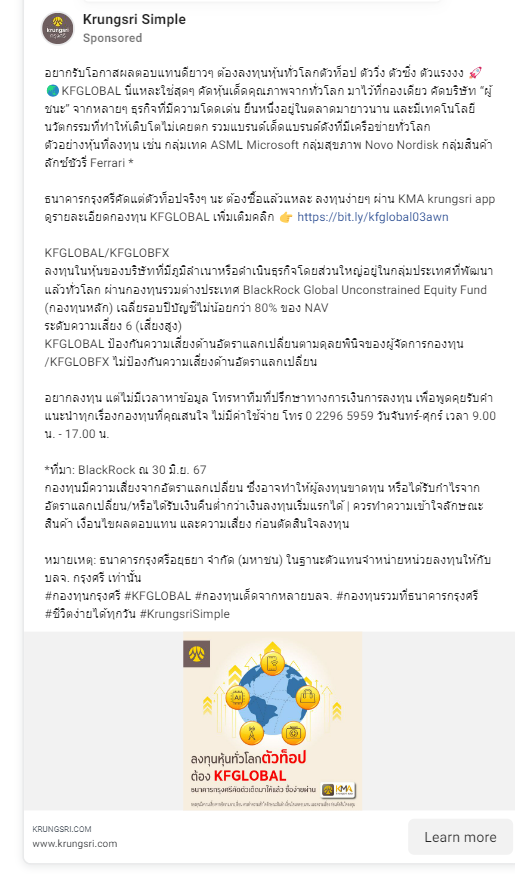 Krungsri Simple
Sponsored
krungsri
อยากรับโอกาสผลตอบแทนดียาวๆ ต้องลงทุนหุ้นทั่วโลกตัวท็อป ตัววิ่ง ตัวซิ่ง ตัวแรงงง 🚀
🌏KFGLOBAL นี่แหละใช่สุดๆ คัดหุ้นเด็ดคุณภาพจากทั่วโลก มาไว้ที่กองเดียว คัดบริษัท “ผู้
ชนะ” จากหลายๆ ธุรกิจที่มีความโดดเด่น ยืนหนึ่งอยู่ในตลาดมายาวนาน และมีเทคโนโลยี
นวัตกรรมที่ทำให้เติบโตไม่เคยตก รวมแบรนด์เด็ดแบรนด์ดังที่มีเครือข่ายทั่วโลก
ตัวอย่างหุ้นที่ลงทุน เช่น กลุ่มเทค ASML Microsoft กลุ่มสุขภาพ Novo Nordisk กลุ่มสินค้า
ลักซ์ชัวรี่ Ferrari *
ธนาคารกรุงศรีคัดแต่ตัวท็อปจริงๆ นะ ต้องซื้อแล้วแหละ ลงทุนง่ายๆ ผ่าน KMA krungsri app
ดูรายละเอียดกองทุน KFGLOBAL เพิ่มเติมคลิก 👉 https://bit.ly/kfglobal03awn
KFGLOBAL/KFGLOBFX
ลงทุนในหุ้นของบริษัทที่มีภูมิลำเนาหรือดำเนินธุรกิจโดยส่วนใหญ่อยู่ในกลุ่มประเทศที่พัฒนา
แล้วทั่วโลก ผ่านกองทุนรวมต่างประเทศ BlackRock Global Unconstrained Equity Fund
(กองทุนหลัก) เฉลี่ยรอบปีบัญชีไม่น้อยกว่า 80% ของ NAV
ระดับความเสี่ยง 6 (เสี่ยงสูง)
KFGLOBAL ป้องกันความเสี่ยงด้านอัตราแลกเปลี่ยนตามดุลยพินิจของผู้จัดการกองทุน
/KFGLOBFX ไม่ป้องกันความเสี่ยงด้านอัตราแลกเปลี่ยน
อยากลงทุน แต่ไม่มีเวลาหาข้อมูล โทรหาทีมที่ปรึกษาทางการเงินการลงทุน เพื่อพูดคุยรับคำ
แนะนำทุกเรื่องกองทุนที่คุณสนใจ ไม่มีค่าใช้จ่าย โทร 0 2296 5959 วันจันทร์-ศุกร์ เวลา 9.00
น. - 17.00 น.
*ที่มา: BlackRock ณ 30 มิ.ย. 67
กองทุนมีความเสี่ยงจากอัตราแลกเปลี่ยน ซึ่งอาจทำให้ผู้ลงทุนขาดทุน หรือได้รับกำไรจาก
อัตราแลกเปลี่ยน/หรือได้รับเงินคืนต่ำกว่าเงินลงทุนเริ่มแรกได้ | ควรทำความเข้าใจลักษณะ
สินค้า เงื่อนไขผลตอบแทน และความเสี่ยง ก่อนตัดสินใจลงทุน
หมายเหตุ: ธนาคารกรุงศรีอยุธยา จำกัด (มหาชน) ในฐานะตัวแทนจำหน่ายหน่วยลงทุนให้กับ
บลจ. กรุงศรี เท่านั้น
#กองทุนกรุงศรี #KFGLOBAL #กองทุนเด็ดจากหลายบลจ. #กองทุนรวมที่ธนาคารกรุงศรี
#ชีวิตง่ายได้ทุกวัน #KrungsriSimple
AI
ลงทุนหุ้นทั่วโลกตัวท็อป
ต้อง KFGLOBAL
ธนาคารกรุงศรีคัดตัวเด็ดมาให้แล้ว ซื้อง่ายผ่าน KMA
KRUNGSRI.COM
www.krungsri.com
Learn more